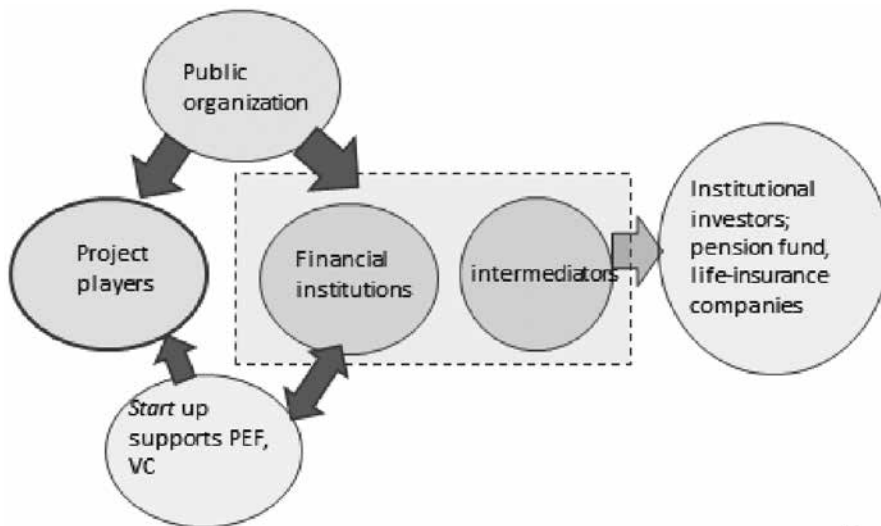 Public
organization
Project
players
Financial
institutions
intermediators
Institutional
investors;
pension fund,
life-insurance
companies
Start up
supports PEF,
VC